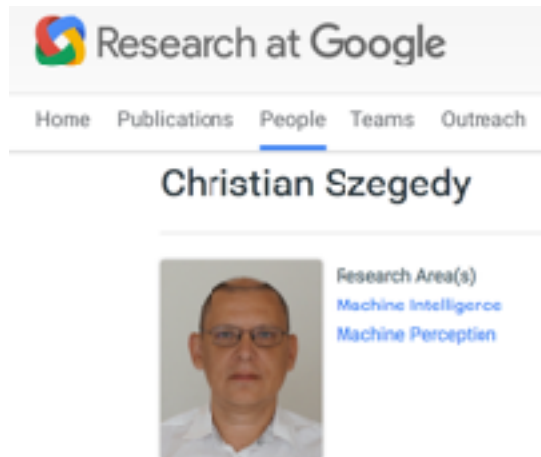 Research at Google
Home Publications People Teams Outreach
Christian Szegedy
Research Area(s)
Machine Intelligence
Machine Perception